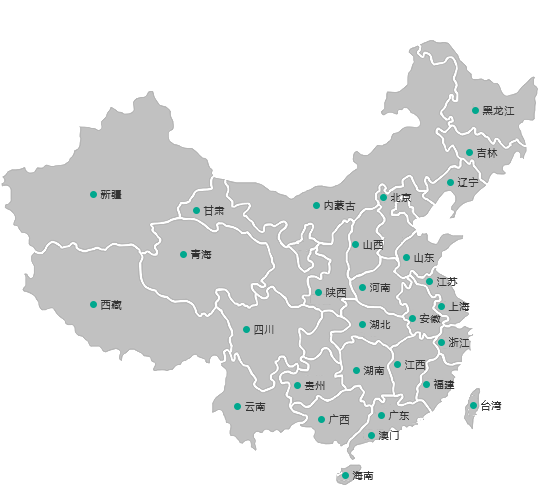 黑龙江
吉林
辽宁
新疆
北京
内蒙古
甘肃
山西
青海
山东
江苏
河南
陕西
西藏
上海
安徽
湖北
四川
浙江
江西
湖南
福建
贵州
台湾
云南
广东
广西
澳门
海南